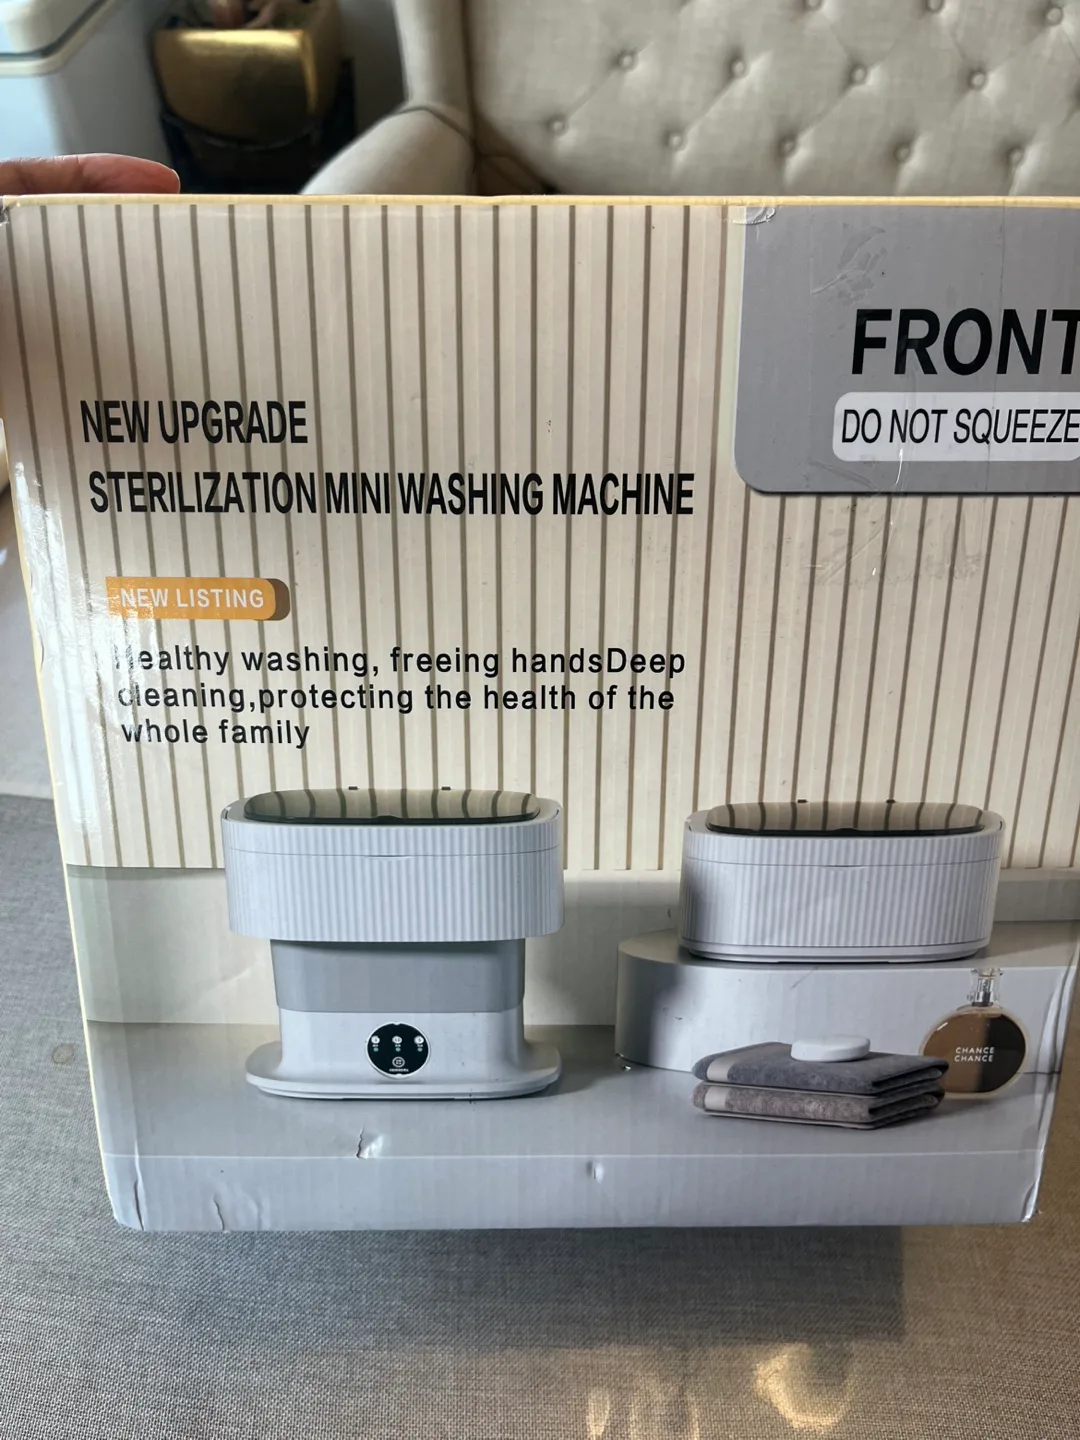 FRONT
DO NOT SQUEEZE
NEW UPGRADE
STERILIZATION MINI WASHING MACHINE
NEW LISTING
Healthy washing, freeing handsDeep
cleaning,protecting the health of the
whole family
CHANCE
CHANCE